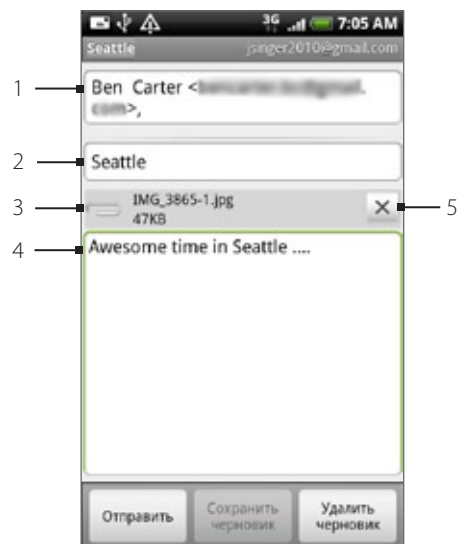 3G 7:05 AM
Seattle jsinger2010@gmail.com
1
Ben Carter <
com>,
2
Seattle
3
IMG_3865-1.jpg
47KB
5
4
Awesome time in Seattle ....
Отправить
Сохранить
черновик
Удалить
черновик